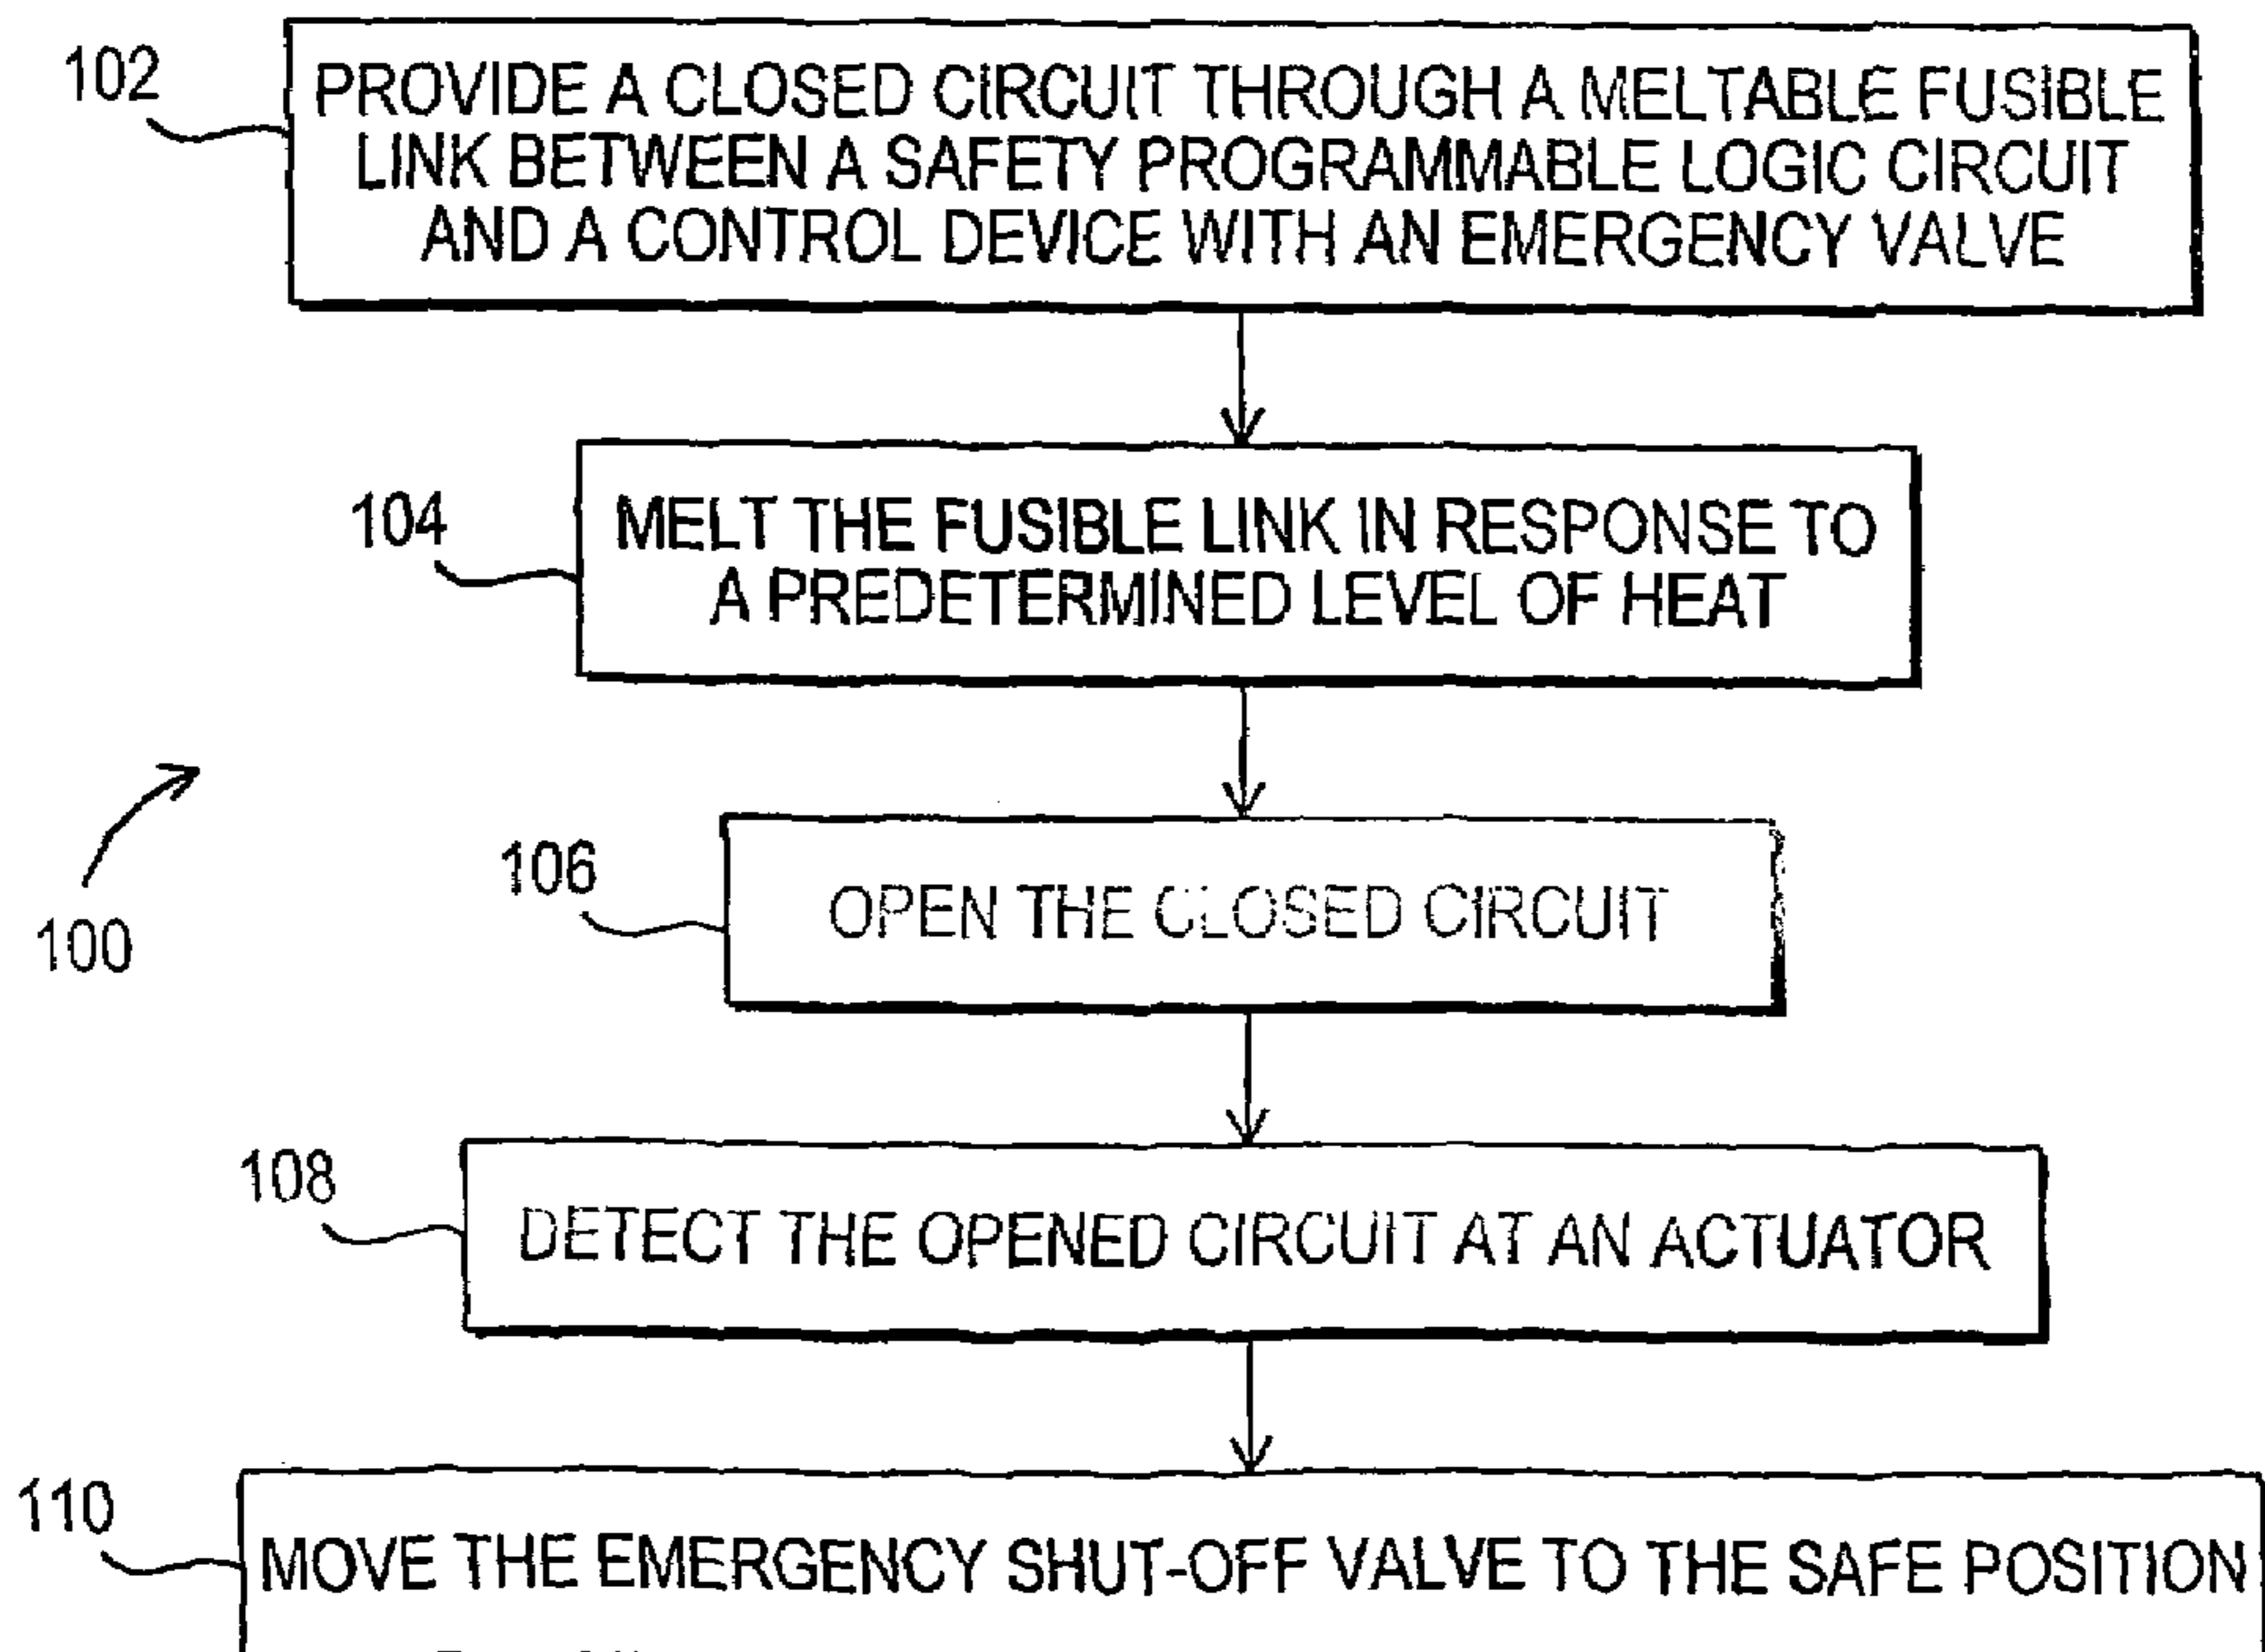 102
PROVIDE A CLOSED CIRCUIT THROUGH A MELTABLE FUSIBLE
LINK BETWEEN A SAFETY PROGRAMMABLE LOGIC CIRCUIT
AND A CONTROL DEVICE WITH AN EMERGENCY VALVE
104
MELT THE FUSIBLE LINK IN RESPONSE TO
A PREDETERMINED LEVEL OF HEAT
100
106
OPEN THE CLOSED CIRCUIT
108
DETECT THE OPENED CIRCUIT AT AN ACTUATOR
110
MOVE THE EMERGENCY SHUT-OFF VALVE TO THE SAFE POSITION